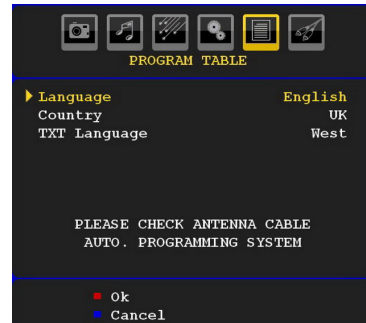 PROGRAM TABLE
Language English
Country UK
TXT Language West
PLEASE CHECK ANTENNA CABLE
AUTO. PROGRAMMING SYSTEM
Ok
Cancel